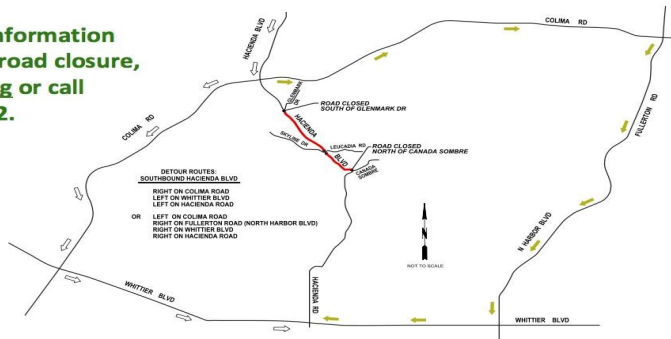 nformation
road closure,
g or call
2.
HACIENDA BLVD
COLIMA RD
GLENMARK DR
ROAD CLOSED
SOUTH OF GLENMARK DR
FULLERTON RD
COLIMA RD
HACIENDA
BLVD
SKYLINE DR
LEUCADIA RD
ROAD CLOSED
NORTH OF CANADA SOMBRE
CANADA
SOMBRE
DETOUR ROUTES:
SOUTHBOUND HACIENDA BLVD
RIGHT ON COLIMA ROAD
LEFT ON WHITTIER BLVD
LEFT ON HACIENDA ROAD
OR LEFT ON COLIMA ROAD
RIGHT ON FULLERTON ROAD (NORTH HARBOR BLVD)
RIGHT ON WHITTIER BLVD
RIGHT ON HACIENDA ROAD
N
NOT TO SCALE
N HARBOR BLVD
HACIENDA RD
WHITTIER BLVD
WHITTIER BLVD